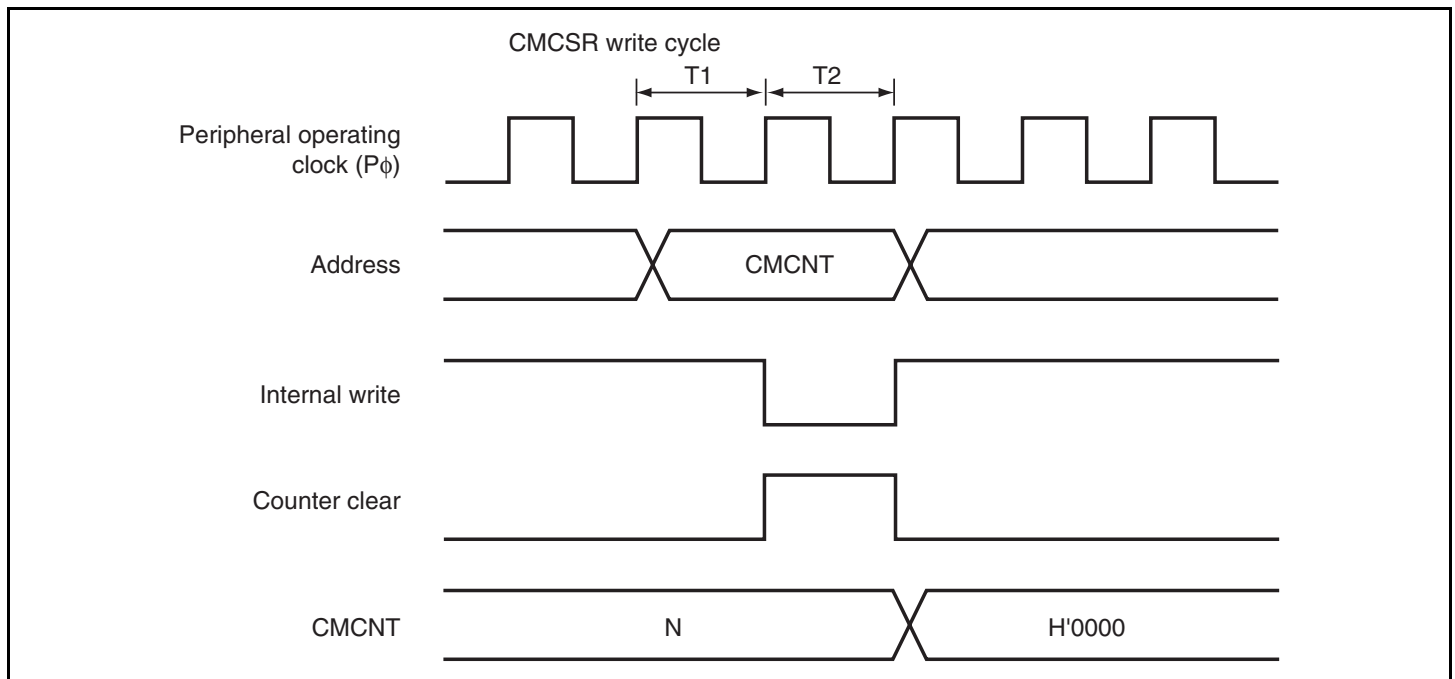 CMCSR write cycle
T1 T2
Peripheral operating
clock (Pϕ)
Address CMCNT
Internal write
Counter clear
CMCNT N H'0000